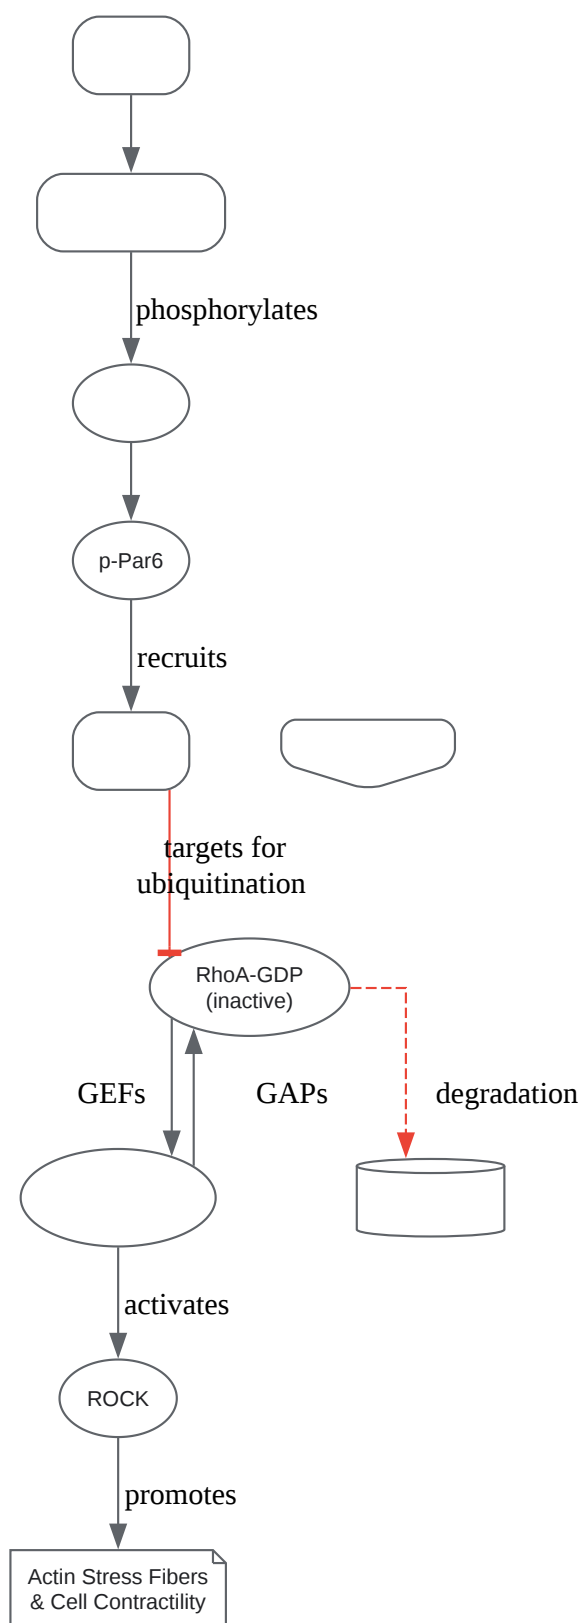 phosphorylates
p-Par6
recruits
targets for
ubiquitination
RhoA-GDP
(inactive)
GEFs
GAPs
degradation
activates
ROCK
promotes
Actin Stress Fibers
& Cell Contractility